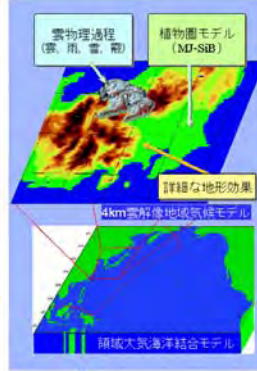 雲物理過程
(雲、雨、雪、霰)
植物圏モデル
(MJ-SiB)
詳細な地形効果
4km雲解像地域気候モデル
領域大気海洋結合モデル